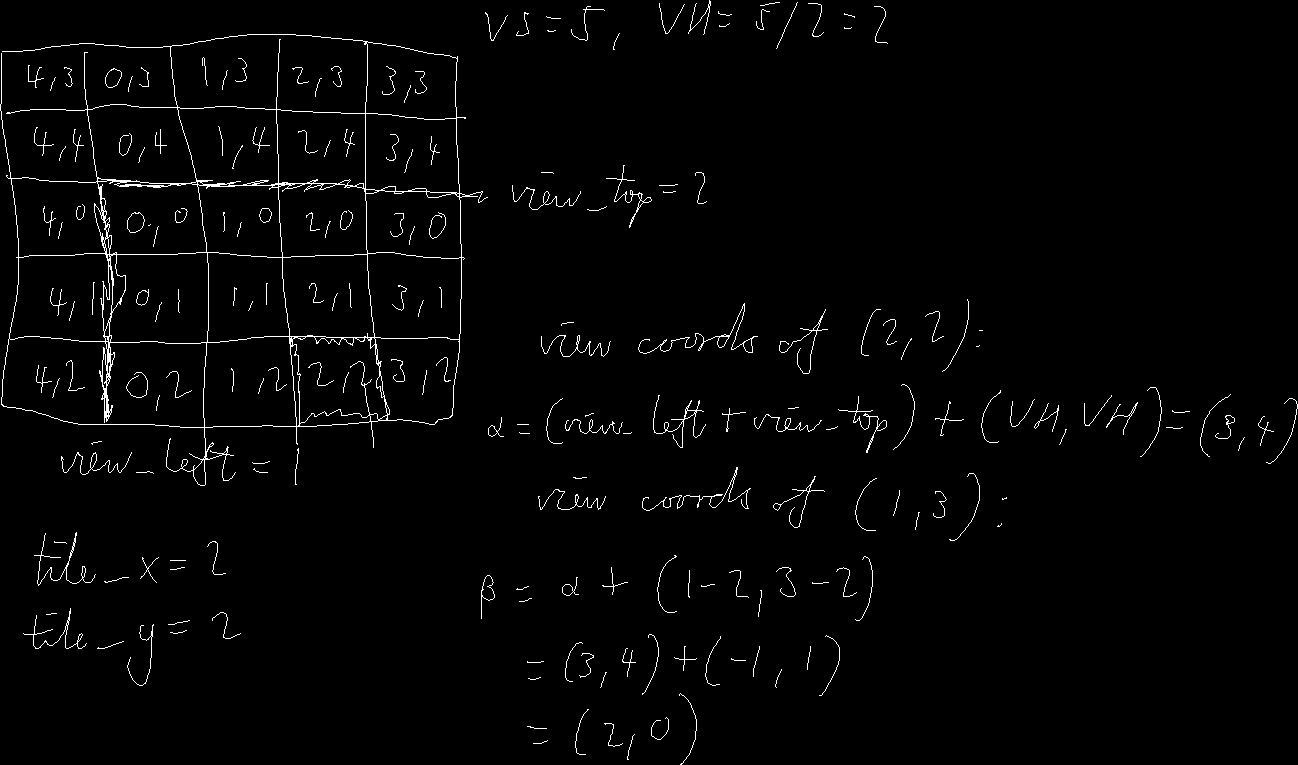 VS=5, VH=5/2=2
4,3 0,3 1,3 2,3 3,3
4,4 0,4 1,4 2,4 3,4
view_top=2
4,0 0,0 1,0 2,0 3,0
4,1 0,1 1,1 2,1 3,1
4,2 0,2 1,2 2,2 3,2
view_left=1
tile_x=2
tile_y=2
view coords of (2,2):
α=(view_left+view_top)+(VH,VH)=(3,4)
view coords of (1,3):
β=α+(1-2,3-2)
=(3,4)+(-1,1)
=(2,0)